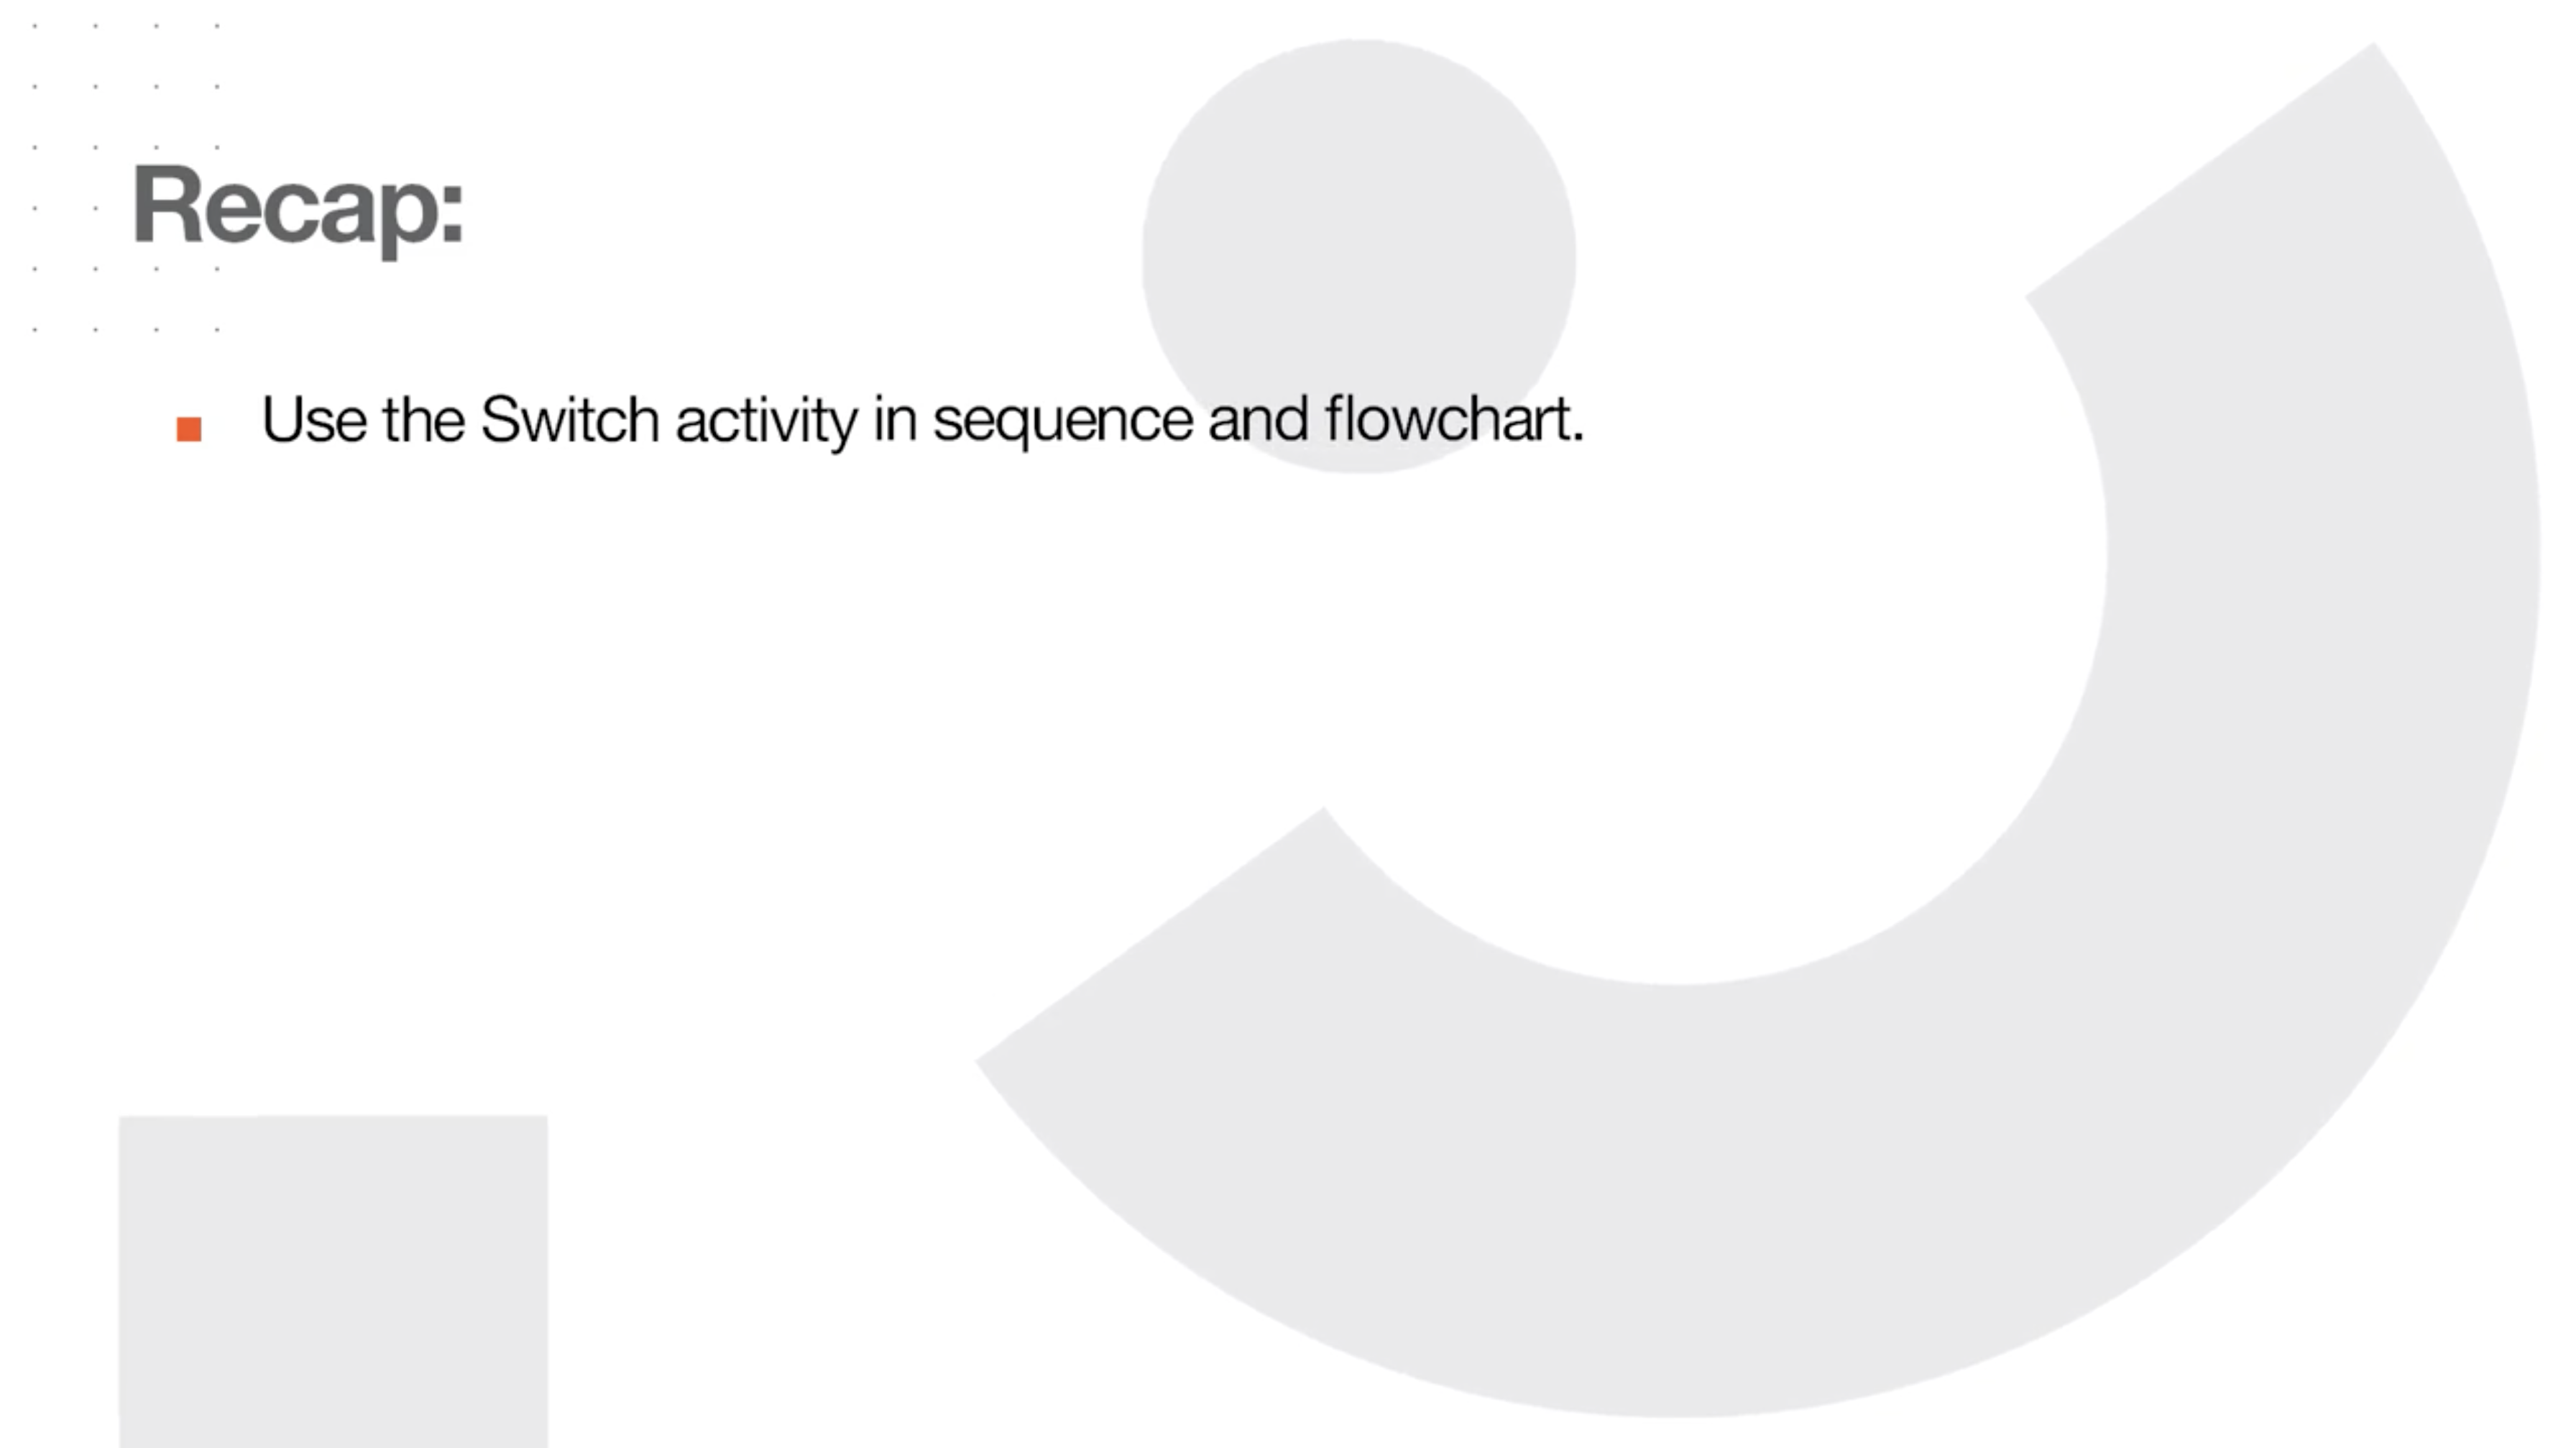 Recap:
Use the Switch activity in sequence and flowchart.